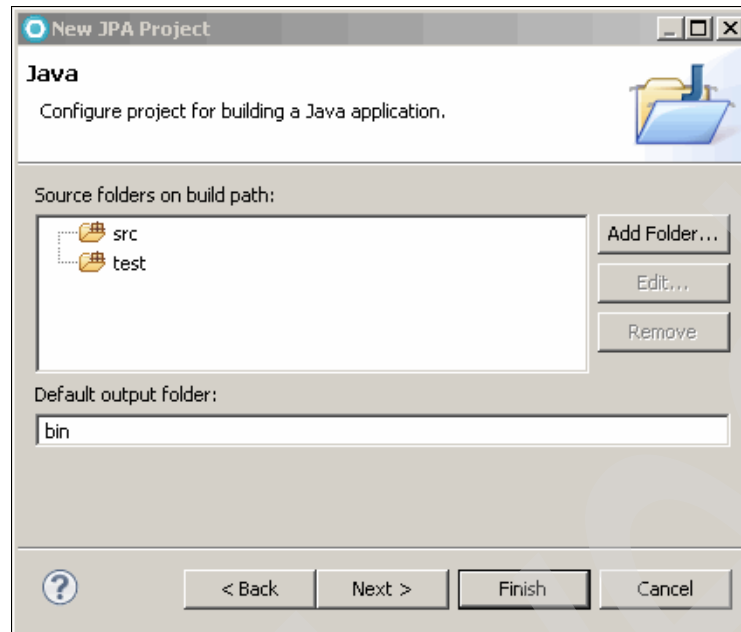 New JPA Project
Java
Configure project for building a Java application.
Source folders on build path:
src
test
Add Folder...
Edit...
Remove
Default output folder:
bin
?
< Back
Next >
Finish
Cancel